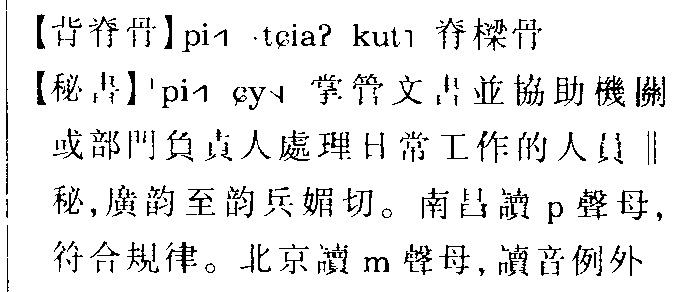 【背脊骨】pi˧˥ ·tɕiaʔ kut˥ 脊樑骨
【秘書】ˈpi˧˥ ɕy˧˨ 掌管文書並協助機關
或部門負責人處理日常工作的人員‖
秘,廣韵至韵兵媚切。南昌讀 p 聲母,
符合規律。北京讀 m 聲母,讀音例外